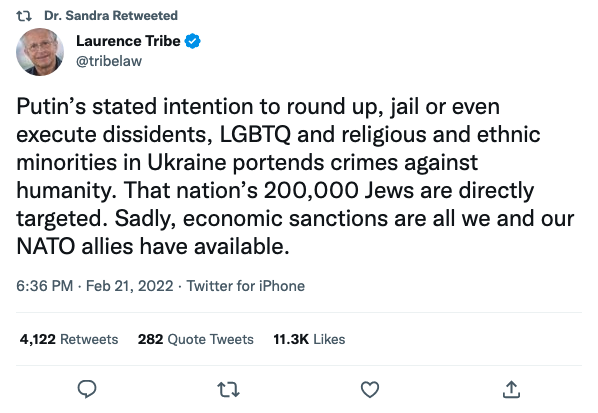 Dr. Sandra Retweeted
Laurence Tribe
@tribelaw
Putin’s stated intention to round up, jail or even
execute dissidents, LGBTQ and religious and ethnic
minorities in Ukraine portends crimes against
humanity. That nation’s 200,000 Jews are directly
targeted. Sadly, economic sanctions are all we and our
NATO allies have available.
6:36 PM · Feb 21, 2022 · Twitter for iPhone
4,122 Retweets 282 Quote Tweets 11.3K Likes